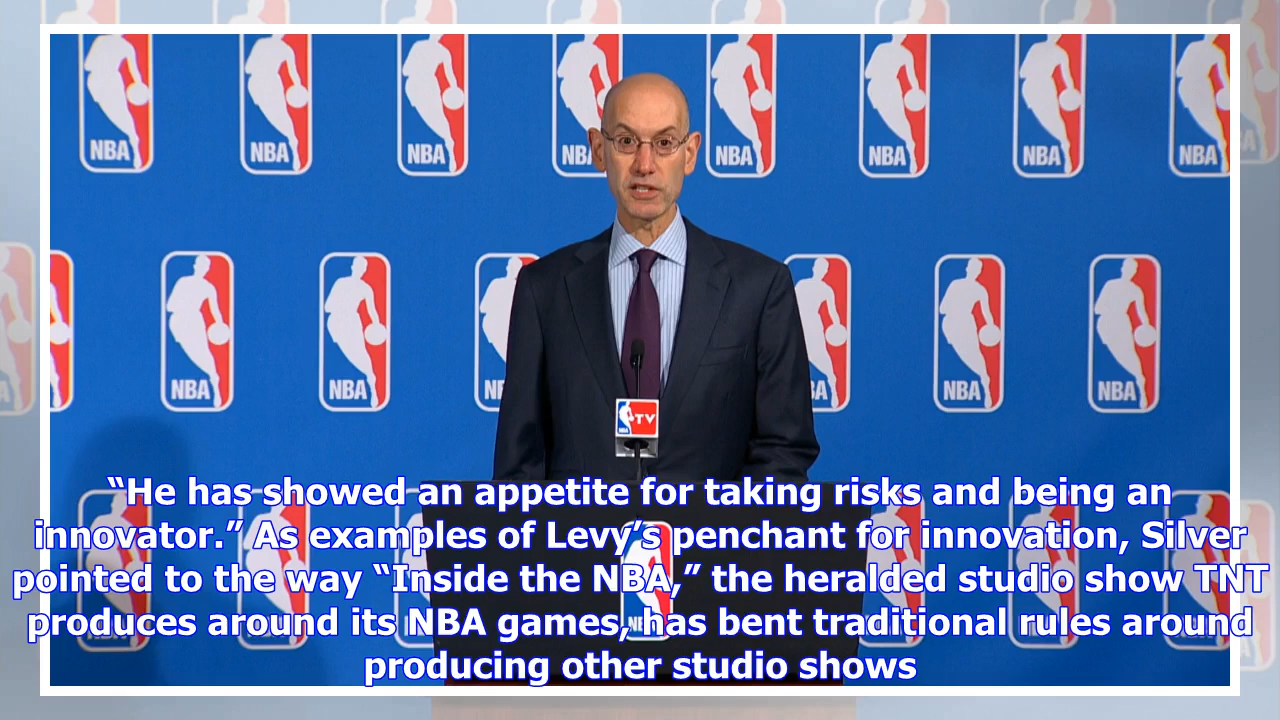 NBA NBA NBA NBA NBA NBA NBA NBA
NBA NBA NBA NBA NBA NBA
TV
NBA
“He has showed an appetite for taking risks and being an
innovator.” As examples of Levy’s penchant for innovation, Silver
pointed to the way “Inside the NBA,” the heralded studio show TNT
produces around its NBA games, has bent traditional rules around
producing other studio shows